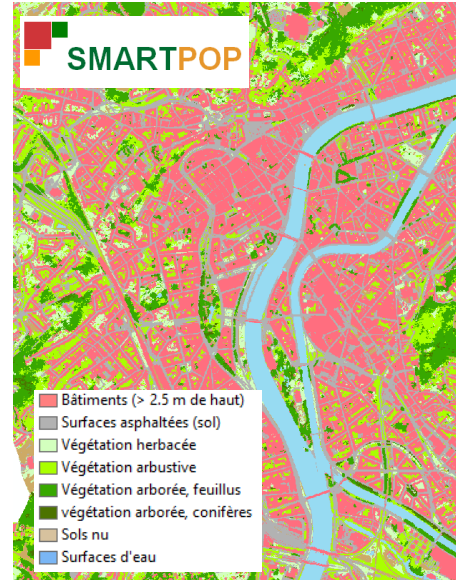 SMARTPOP
Bâtiments (> 2.5 m de haut)
Surfaces asphaltées (sol)
Végétation herbacée
Végétation arbustive
Végétation arborée, feuillus
végétation arborée, conifères
Sols nu
Surfaces d'eau